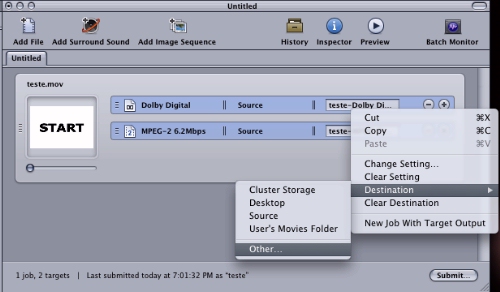 Untitled
Add File
Add Surround Sound
Add Image Sequence
History
Inspector
Preview
Batch Monitor
Untitled
teste.mov
START
Dolby Digital
Source
teste-Dolby Di...
MPEG-2 6.2Mbps
Source
Cut ⌘X
Copy ⌘C
Paste ⌘V
Change Setting...
Clear Setting
Destination
Clear Destination
New Job With Target Output
Cluster Storage
Desktop
Source
User's Movies Folder
Other...
1 job, 2 targets | Last submitted today at 7:01:32 PM as "teste"
Submit...